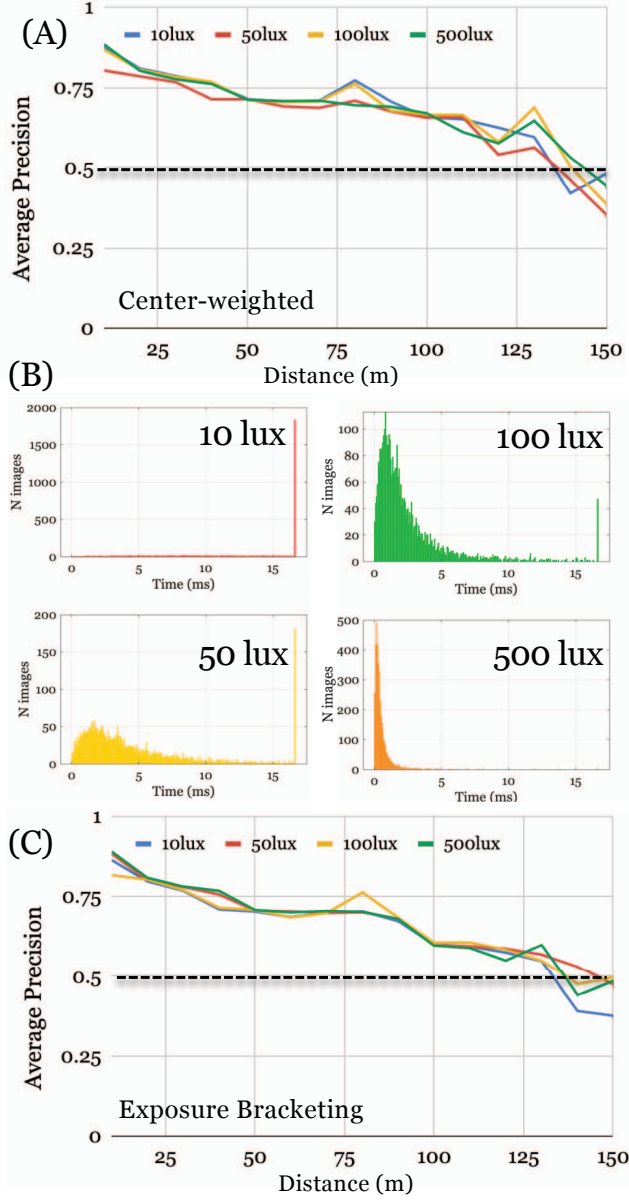 (A)
1
10lux 50lux 100lux 500lux
0.75
0.5
0.25
0
Average Precision
Center-weighted
25 50 75 100 125 150
Distance (m)
(B)
2000
1500
1000
500
0
N images
10 lux
0 5 10 15
Time (ms)
100
80
60
40
20
0
N images
100 lux
0 5 10 15
Time (ms)
200
150
100
50
0
N images
50 lux
0 5 10 15
Time (ms)
500
400
300
200
100
0
N images
500 lux
0 5 10 15
Time (ms)
(C)
1
10lux 50lux 100lux 500lux
0.75
0.5
0.25
0
Average Precision
Exposure Bracketing
25 50 75 100 125 150
Distance (m)